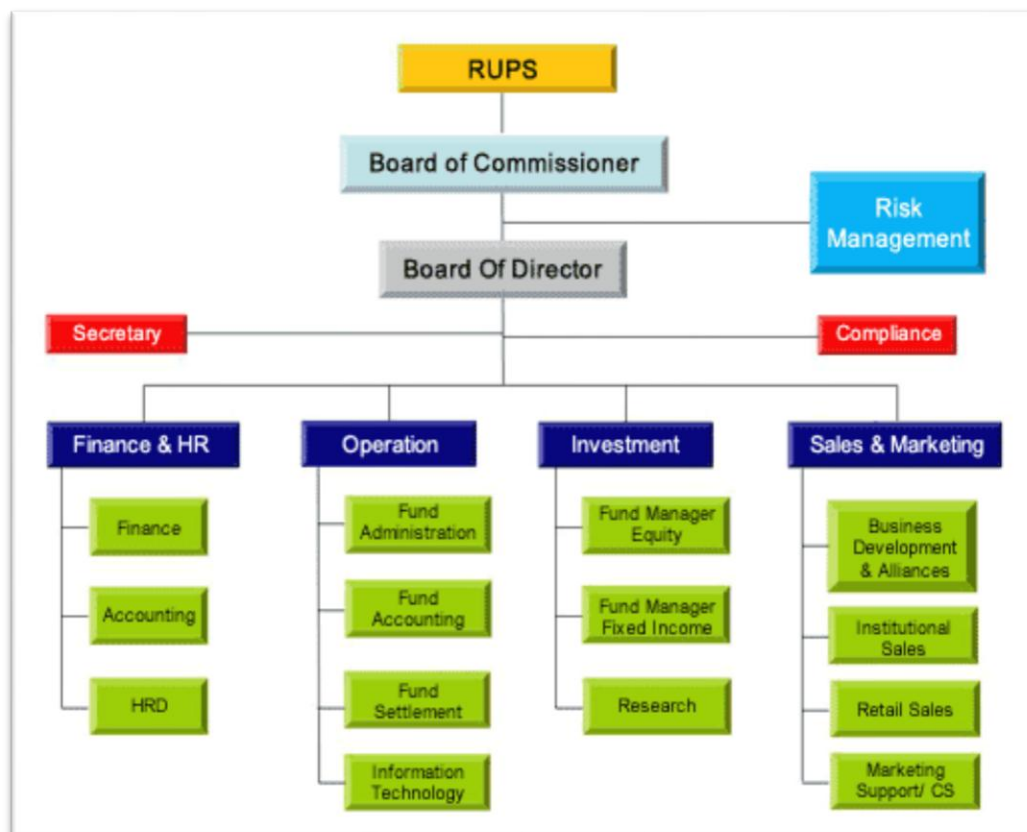 RUPS
Board of Commissioner
Risk
Management
Board Of Director
Secretary
Compliance
Finance & HR
Operation
Investment
Sales & Marketing
Finance
Accounting
HRD
Fund
Administration
Fund
Accounting
Fund
Settlement
Information
Technology
Fund Manager
Equity
Fund Manager
Fixed Income
Research
Business
Development
& Alliances
Institutional
Sales
Retail Sales
Marketing
Support/ CS